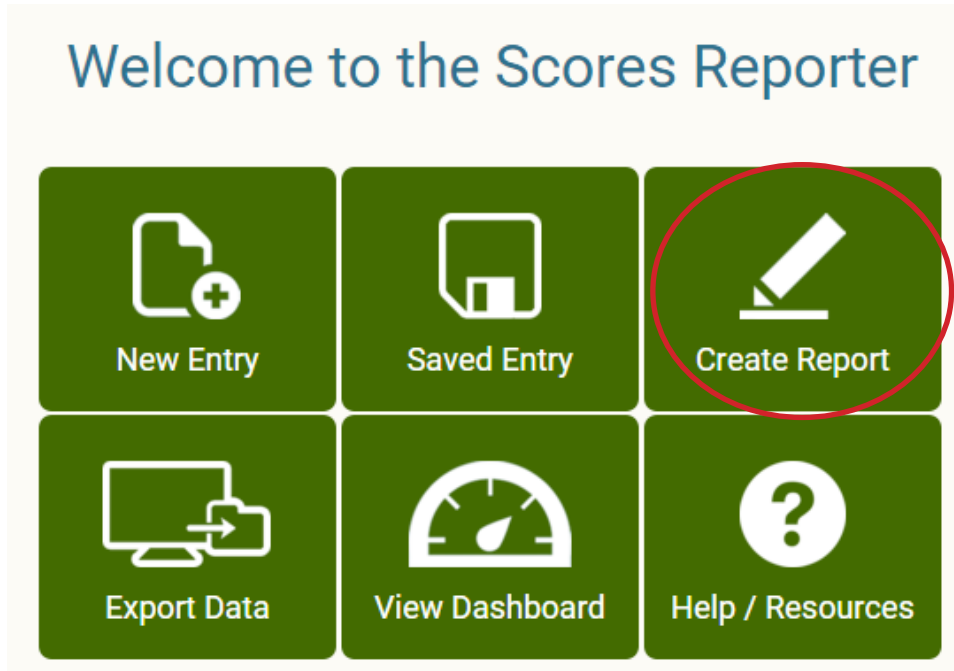 Welcome to the Scores Reporter
New Entry
Saved Entry
Create Report
Export Data
View Dashboard
Help / Resources